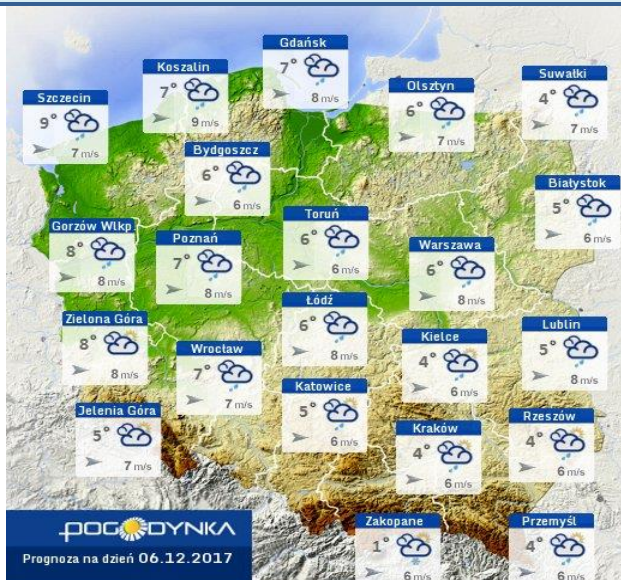 Gdańsk
7°
8 m/s
Koszalin
7°
9 m/s
Szczecin
9°
7 m/s
Olsztyn
6°
7 m/s
Suwałki
4°
7 m/s
Bydgoszcz
6°
6 m/s
Białystok
5°
6 m/s
Gorzów Wlkp
8°
8 m/s
Poznań
7°
8 m/s
Toruń
6°
6 m/s
Warszawa
6°
8 m/s
Zielona Góra
8°
8 m/s
Łódź
6°
8 m/s
Wrocław
7°
7 m/s
Kielce
4°
6 m/s
Lublin
5°
8 m/s
Jelenia Góra
5°
7 m/s
Katowice
5°
6 m/s
Kraków
4°
6 m/s
Rzeszów
4°
6 m/s
Zakopane
1°
6 m/s
Przemyśl
4°
6 m/s
POGODYNKA
Prognoza na dzień 06.12.2017